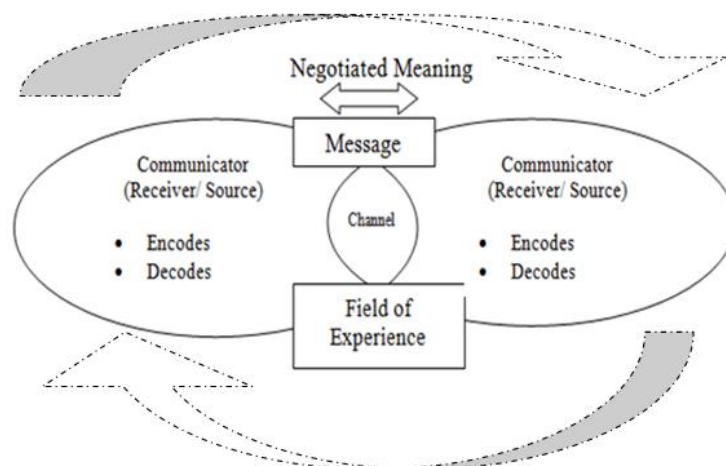 Negotiated Meaning
Message
Communicator
(Receiver/ Source)
• Encodes
• Decodes
Channel
Communicator
(Receiver/ Source)
• Encodes
• Decodes
Field of
Experience